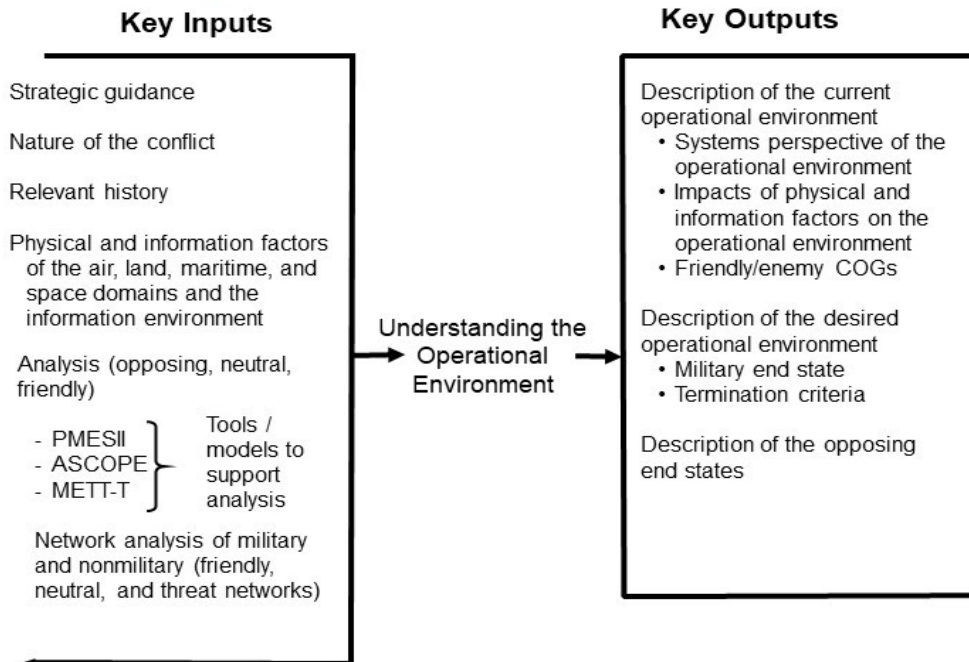 Key Inputs
Strategic guidance
Nature of the conflict
Relevant history
Physical and information factors
of the air, land, maritime, and
space domains and the
information environment
Analysis (opposing, neutral,
friendly)
- PMESII
- ASCOPE
- METT-T
Tools /
models to
support
analysis
Network analysis of military
and nonmilitary (friendly,
neutral, and threat networks)
Understanding the
Operational
Environment
Key Outputs
Description of the current
operational environment
• Systems perspective of the
operational environment
• Impacts of physical and
information factors on the
operational environment
• Friendly/enemy COGs
Description of the desired
operational environment
• Military end state
• Termination criteria
Description of the opposing
end states